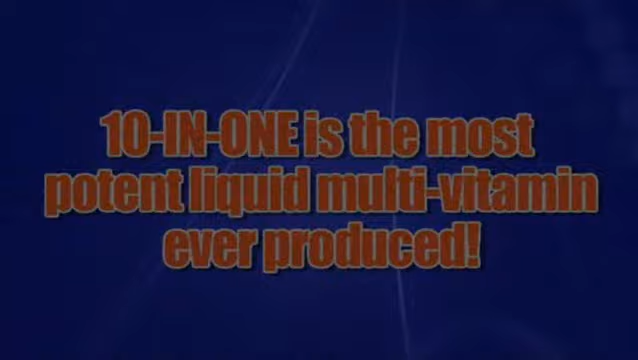 10-IN-ONE is the most
potent liquid multi-vitamin
ever produced!